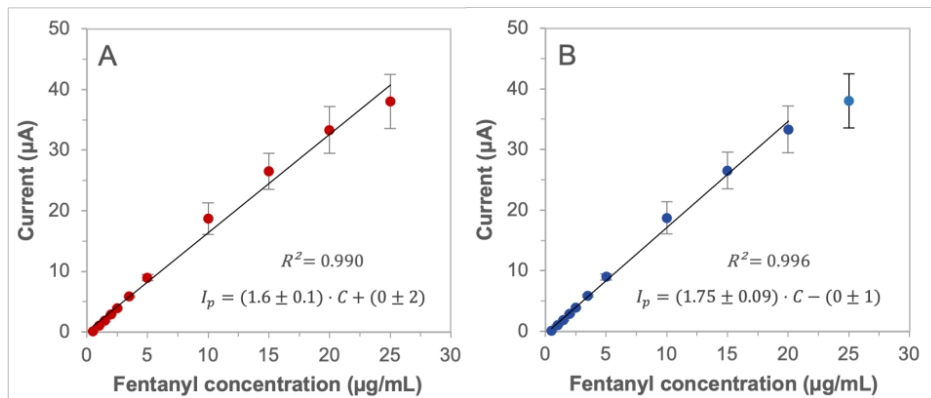 A
Current (µA)
50
40
30
20
10
0
R² = 0.990
I_p = (1.6 ± 0.1) · C + (0 ± 2)
0 5 10 15 20 25 30
Fentanyl concentration (µg/mL)
B
Current (µA)
50
40
30
20
10
0
R² = 0.996
I_p = (1.75 ± 0.09) · C − (0 ± 1)
0 5 10 15 20 25 30
Fentanyl concentration (µg/mL)